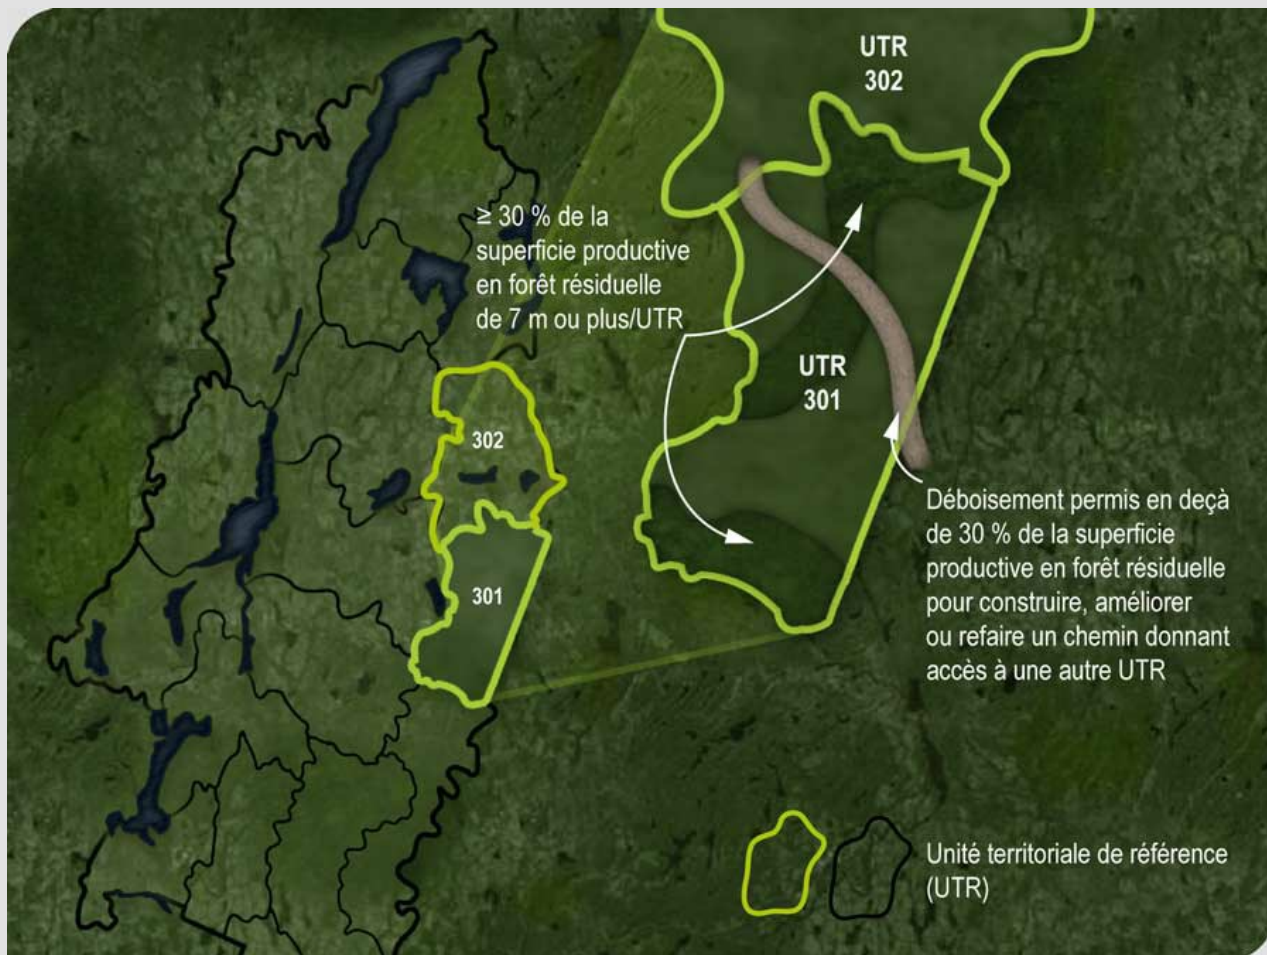 UTR
302
≥ 30 % de la
superficie productive
en forêt résiduelle
de 7 m ou plus/UTR
UTR
301
302
301
Déboisement permis en deçà
de 30 % de la superficie
productive en forêt résiduelle
pour construire, améliorer
ou refaire un chemin donnant
accès à une autre UTR
Unité territoriale de référence
(UTR)